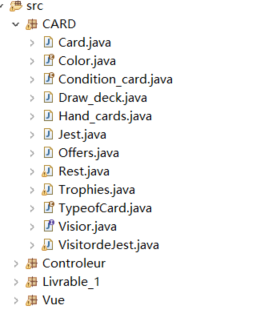 src
CARD
Card.java
Color.java
Condition_card.java
Draw_deck.java
Hand_cards.java
Jest.java
Offers.java
Rest.java
Trophies.java
TypeofCard.java
Visior.java
VisitordeJest.java
Controleur
Livrable_1
Vue